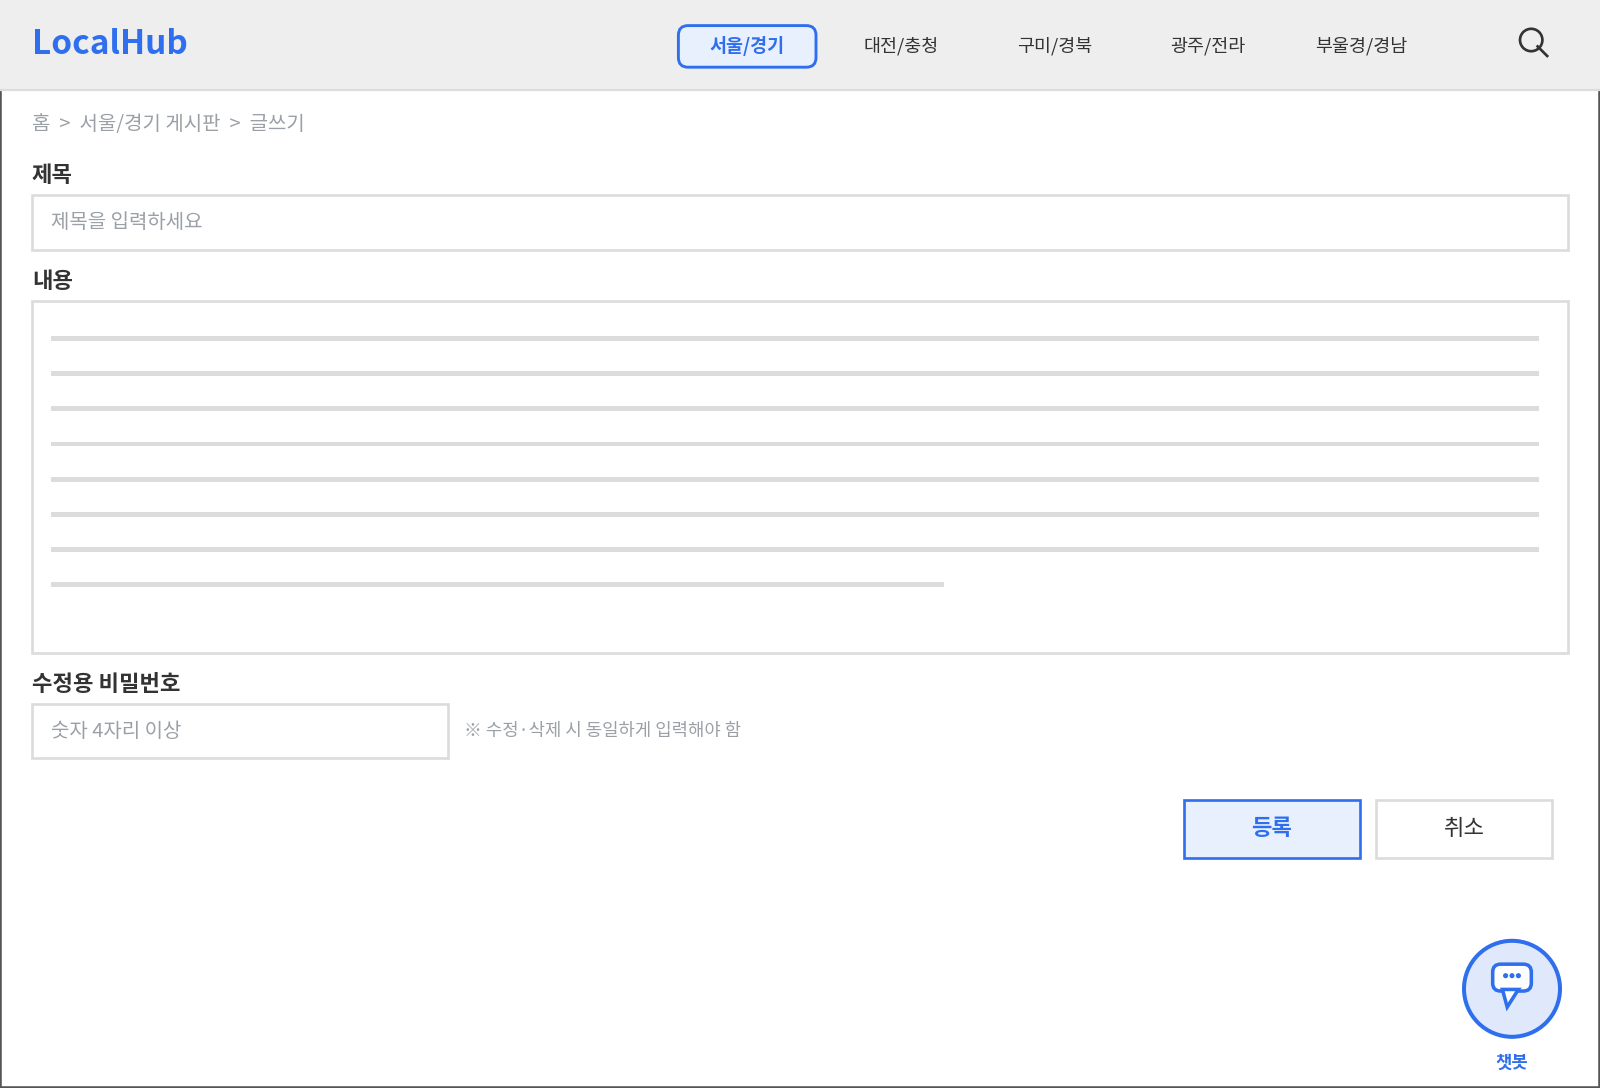 LocalHub
서울/경기
대전/충청
구미/경북
광주/전라
부울경/경남
홈 > 서울/경기 게시판 > 글쓰기
제목
제목을 입력하세요
내용
수정용 비밀번호
숫자 4자리 이상
※ 수정·삭제 시 동일하게 입력해야 함
등록
취소
챗봇